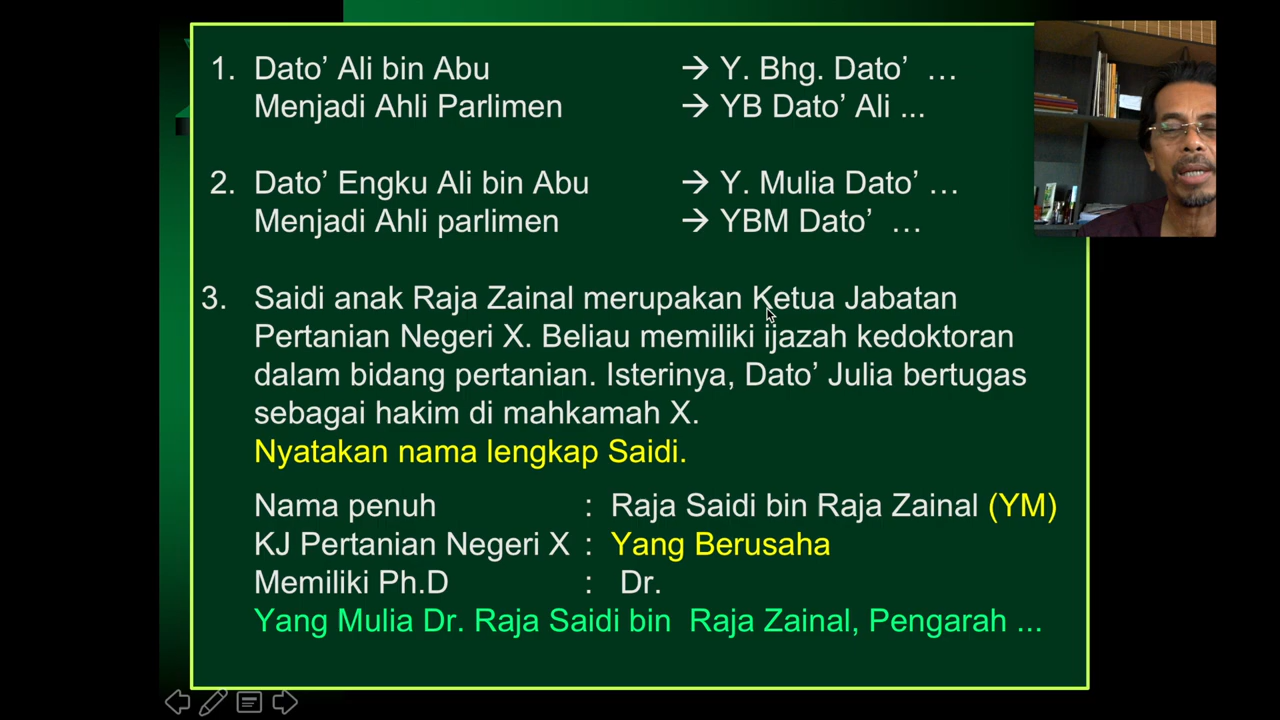 1. Dato’ Ali bin Abu → Y. Bhg. Dato’ …
Menjadi Ahli Parlimen → YB Dato’ Ali ...
2. Dato’ Engku Ali bin Abu → Y. Mulia Dato’ …
Menjadi Ahli parlimen → YBM Dato’ …
3. Saidi anak Raja Zainal merupakan Ketua Jabatan
Pertanian Negeri X. Beliau memiliki ijazah kedoktoran
dalam bidang pertanian. Isterinya, Dato’ Julia bertugas
sebagai hakim di mahkamah X.
Nyatakan nama lengkap Saidi.
Nama penuh : Raja Saidi bin Raja Zainal (YM)
KJ Pertanian Negeri X : Yang Berusaha
Memiliki Ph.D : Dr.
Yang Mulia Dr. Raja Saidi bin Raja Zainal, Pengarah ...